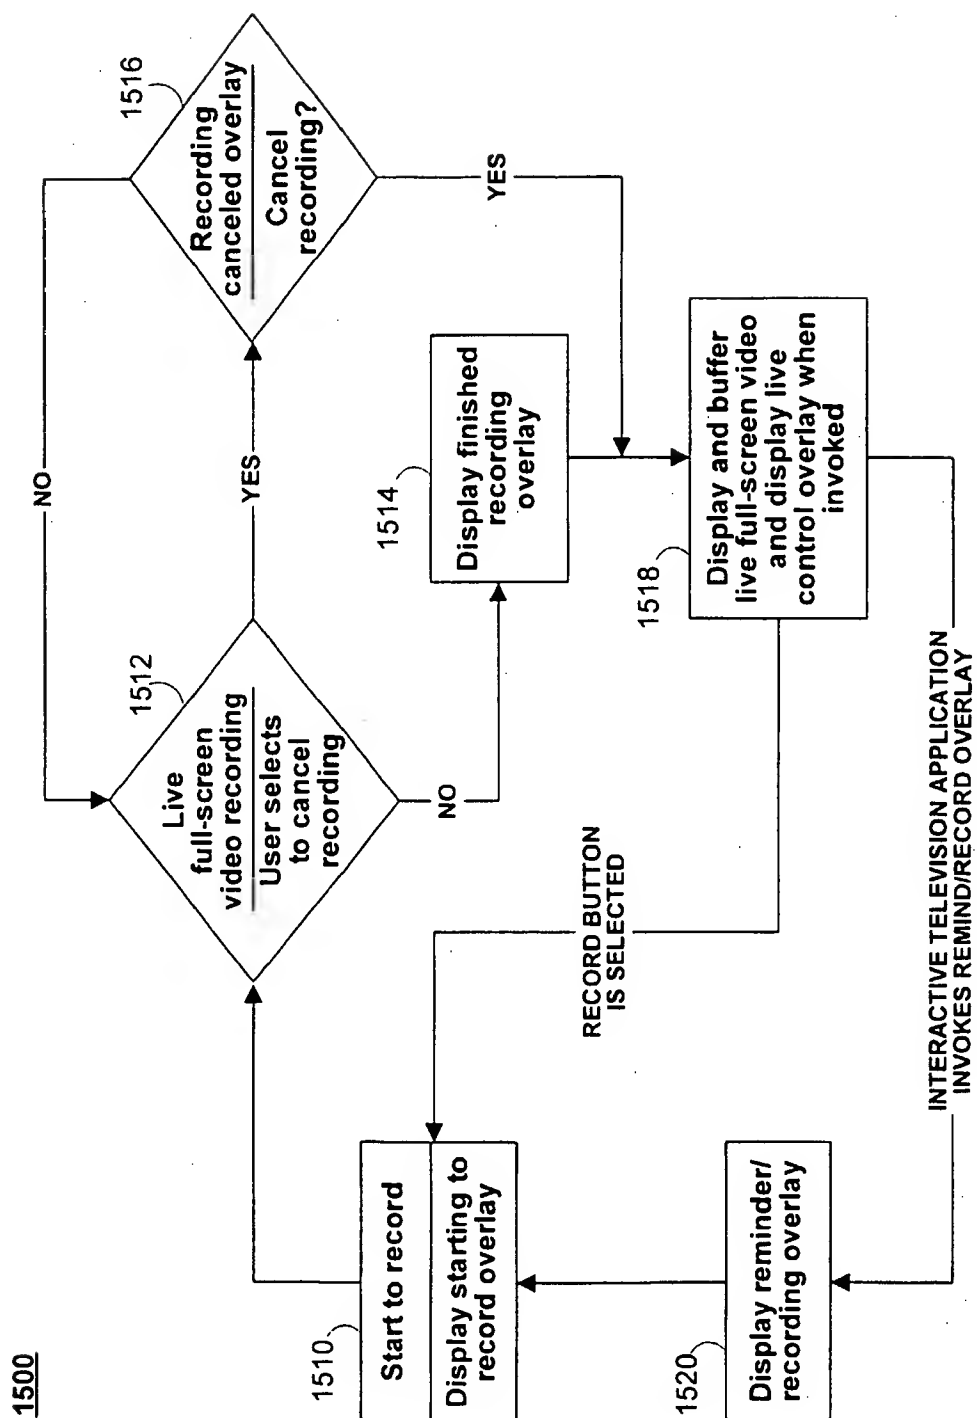 1500
1510
Start to record
Display starting to
record overlay
1512
Live
full-screen
video recording
User selects
to cancel
recording
NO
YES
1516
Recording
canceled overlay
Cancel
recording?
NO
YES
1514
Display finished
recording
overlay
1518
Display and buffer
live full-screen video
and display live
control overlay when
invoked
RECORD BUTTON
IS SELECTED
1520
Display reminder/
recording overlay
INTERACTIVE TELEVISION APPLICATION
INVOKES REMIND/RECORD OVERLAY